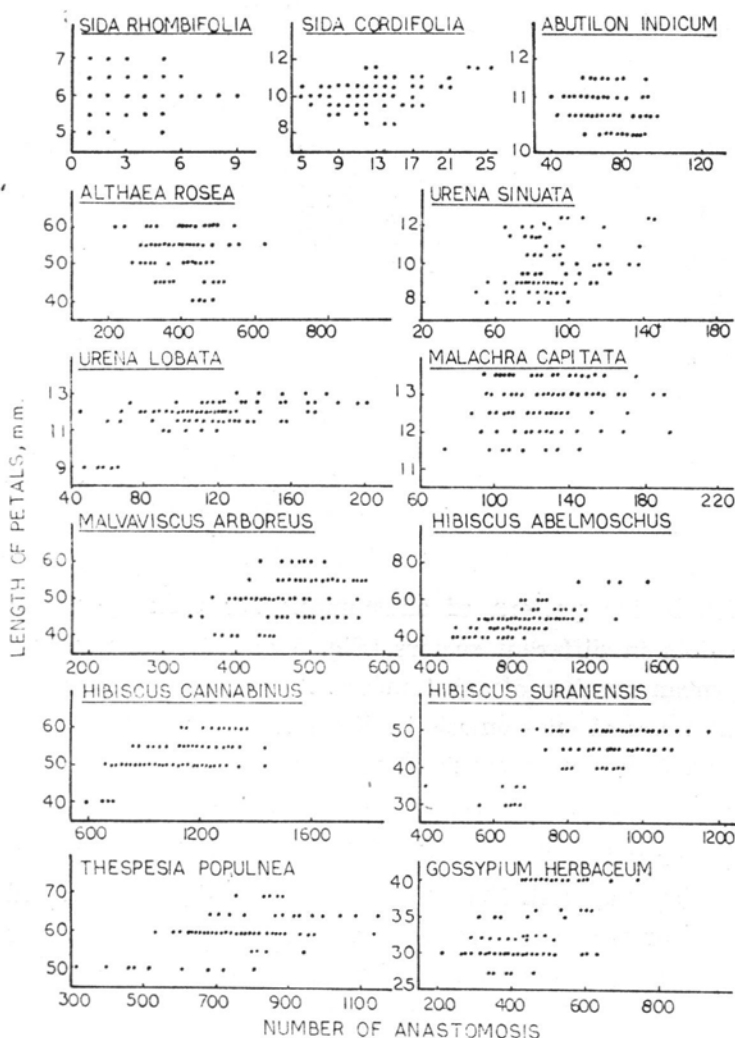 SIDA RHOMBIFOLIA
7
6
5
0 3 6 9
SIDA CORDIFOLIA
12
10
8
5 9 13 17 21 25
ABUTILON INDICUM
12
11
10
40 80 120
ALTHAEA ROSEA
60
50
40
200 400 600 800
URENA SINUATA
12
10
8
20 60 100 140 180
URENA LOBATA
13
11
9
40 80 120 160 200
MALACHRA CAPITATA
13
12
11
60 100 140 180 220
MALVAVISCUS ARBOREUS
60
50
40
200 300 400 500 600
HIBISCUS ABELMOSCHUS
80
60
40
400 800 1200 1600
HIBISCUS CANNABINUS
60
50
40
600 1200 1600
HIBISCUS SURANENSIS
50
40
30
400 600 800 1000 1200
THESPESIA POPULNEA
70
60
50
300 500 700 900 1100
GOSSYPIUM HERBACEUM
40
3.5
30
2.5
200 400 600 800
LENGTH OF PETALS, mm.
NUMBER OF ANASTOMOSIS